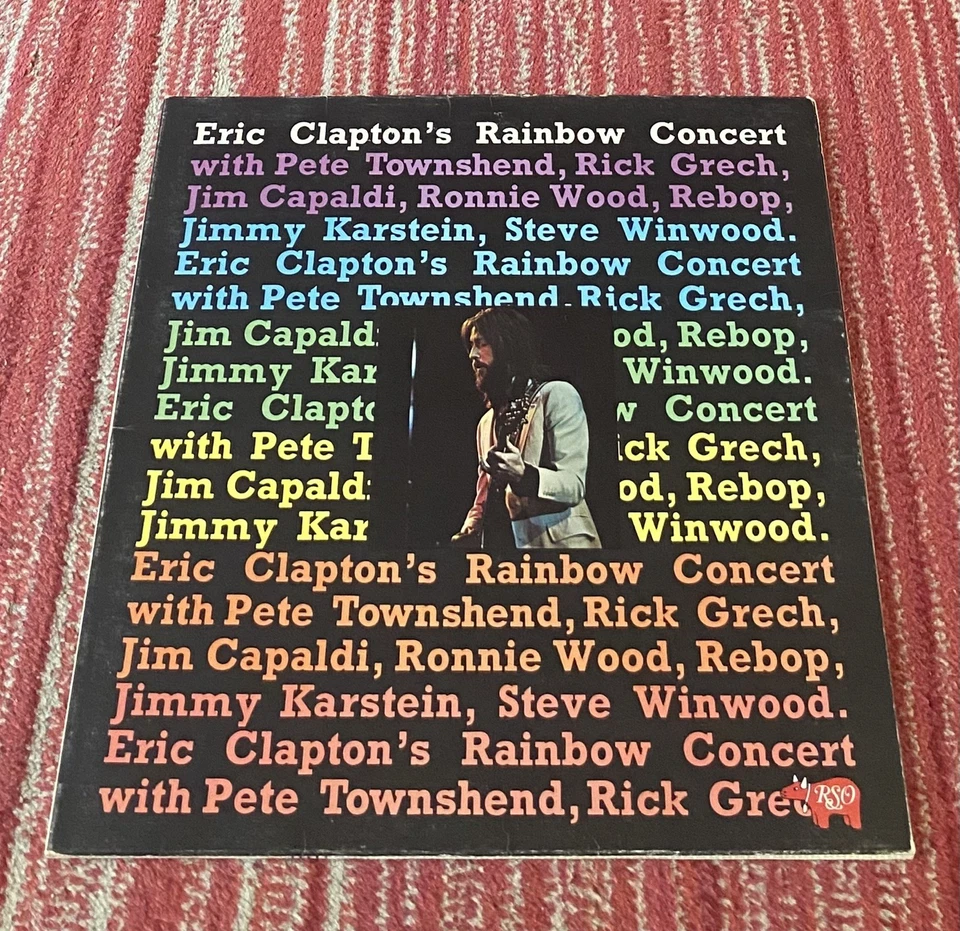 Eric Clapton's Rainbow Concert
with Pete Townshend, Rick Grech,
Jim Capaldi, Ronnie Wood, Rebop,
Jimmy Karstein, Steve Winwood.
Eric Clapton's Rainbow Concert
with Pete Townshend, Rick Grech,
Jim Capald od, Rebop,
Jimmy Kar Winwood.
Eric Clapt w Concert
with Pete T ick Grech,
Jim Capald od, Rebop,
Jimmy Kar Winwood.
Eric Clapton's Rainbow Concert
with Pete Townshend, Rick Grech,
Jim Capaldi, Ronnie Wood, Rebop,
Jimmy Karstein, Steve Winwood.
Eric Clapton's Rainbow Concert
with Pete Townshend, Rick Gre
RSO